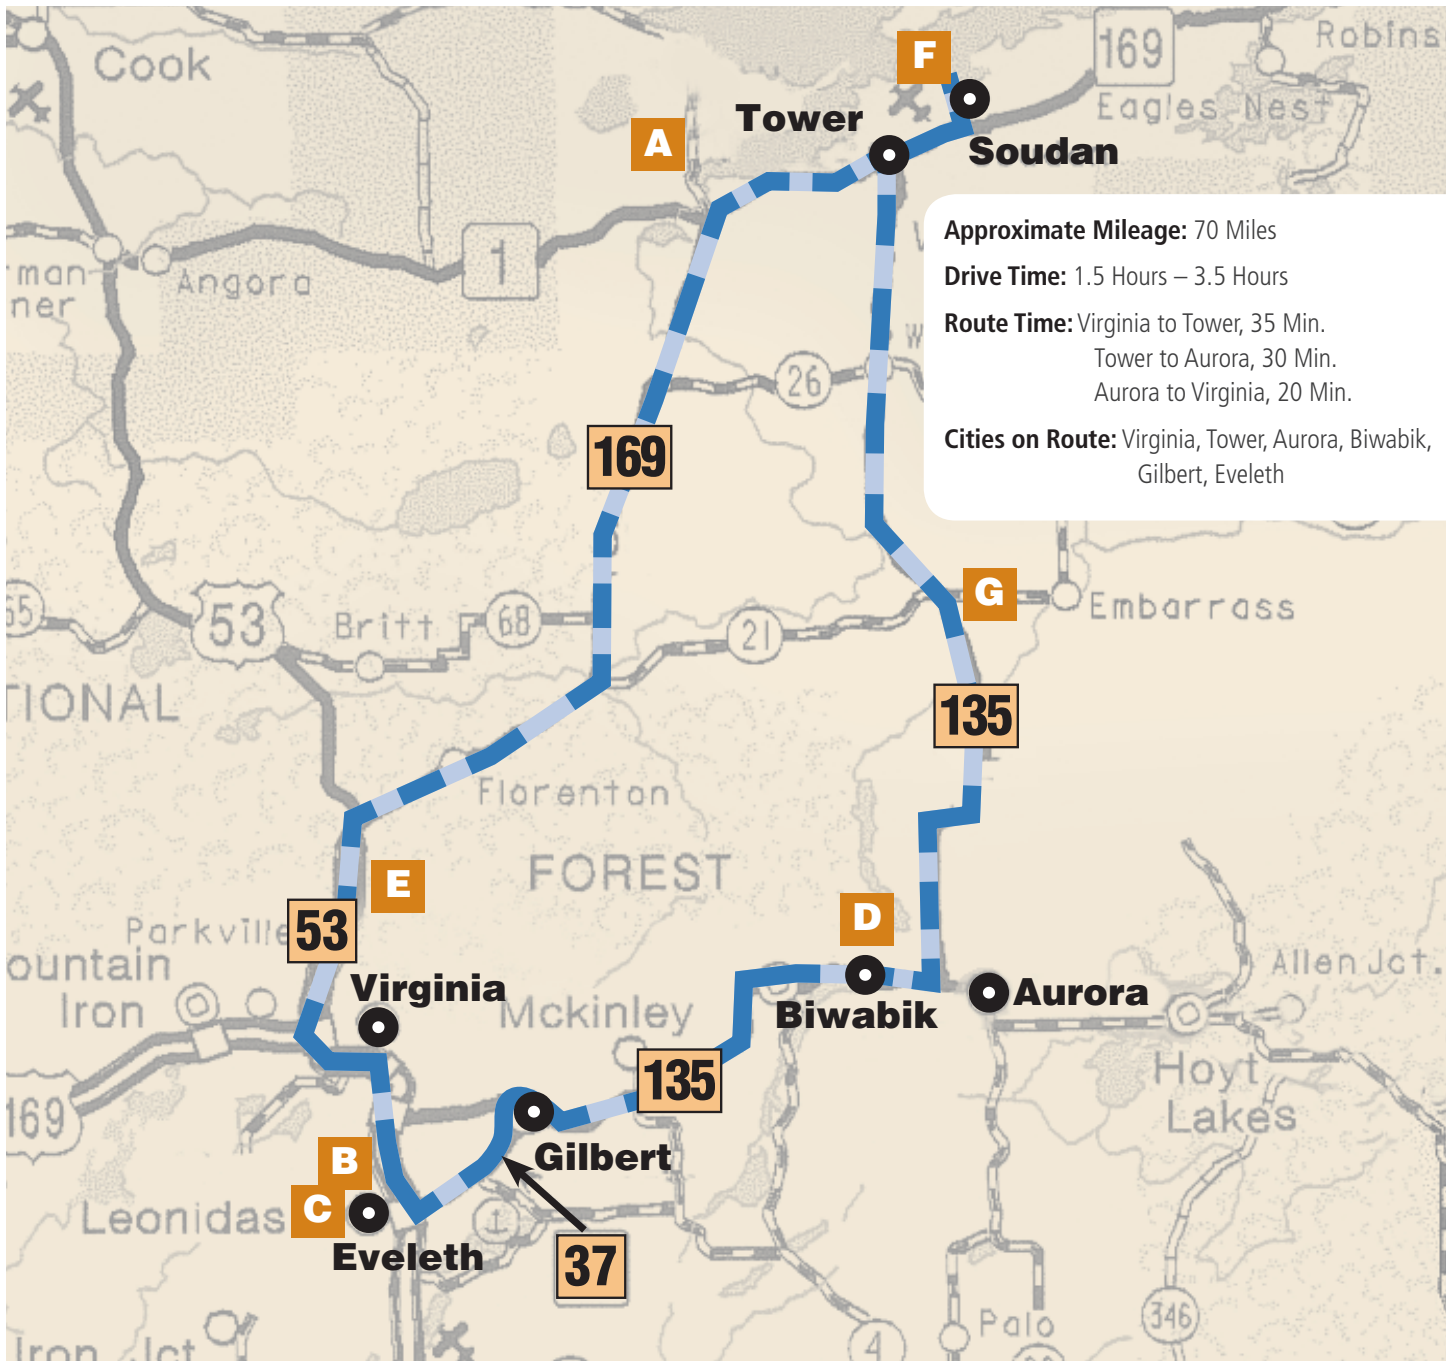 Cook
169
Robins
F
Eagles Nest
Tower
A
Soudan
Approximate Mileage: 70 Miles
Drive Time: 1.5 Hours – 3.5 Hours
Route Time: Virginia to Tower, 35 Min.
Tower to Aurora, 30 Min.
Aurora to Virginia, 20 Min.
Cities on Route: Virginia, Tower, Aurora, Biwabik,
Gilbert, Eveleth
1
rman
ner
Angora
26
169
65
53
Britt
68
21
G
Embarrass
TIONAL
135
Florenton
FOREST
E
D
53
Parkville
ountain
Iron
Virginia
Mckinley
Biwabik
Aurora
Allen Jct.
Hoyt
Lakes
169
135
Gilbert
B
C
Leonidas
Eveleth
37
346
Palo
4
Iron Jct